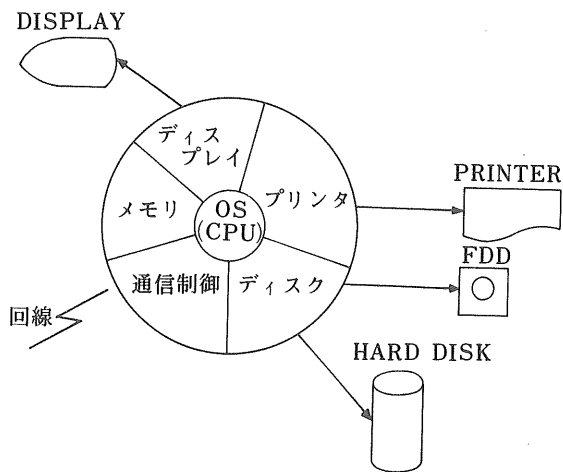 DISPLAY
ディス
プレイ
プリンタ
メモリ
OS
(CPU)
通信制御
ディスク
回線
PRINTER
FDD
HARD DISK